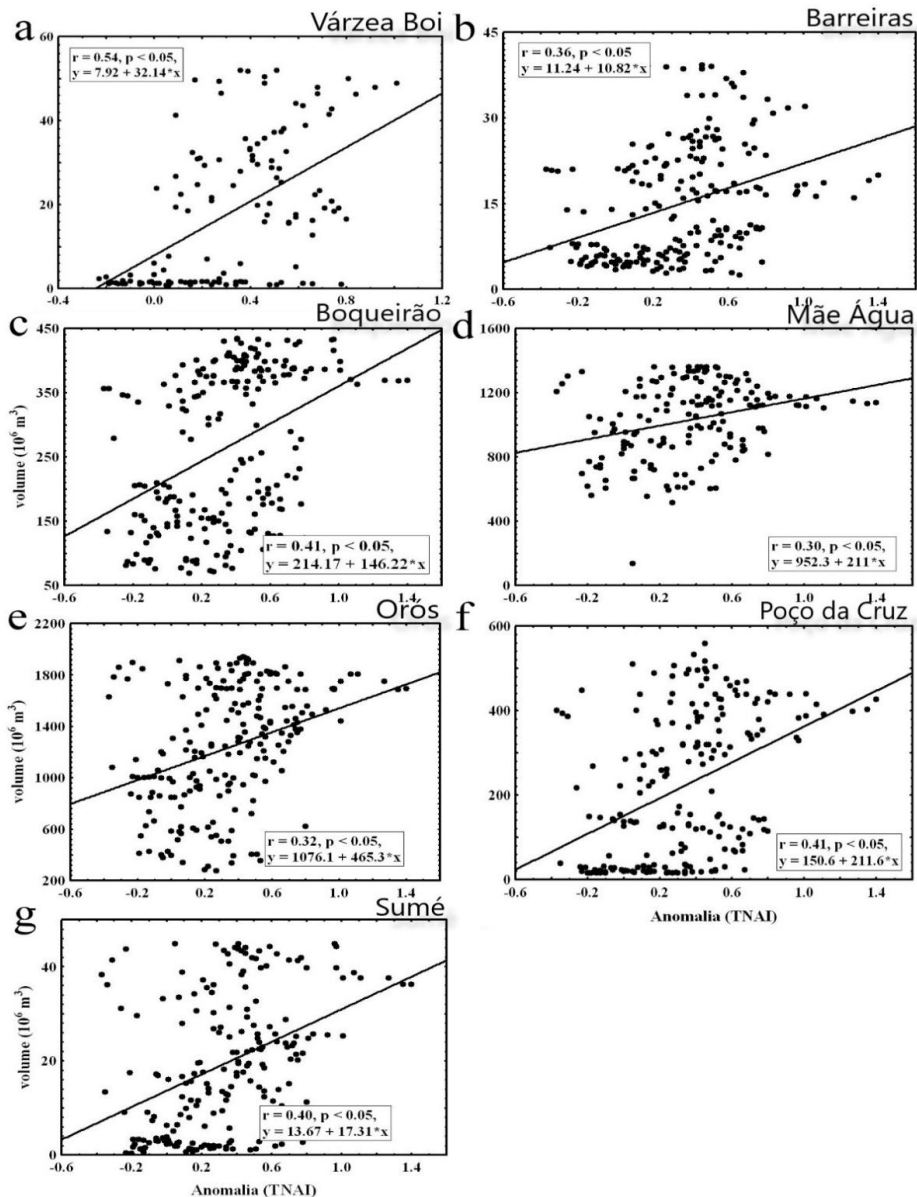 a
Várzea Boi
60
40
20
0
r = 0.54, p < 0.05,
y = 7.92 + 32.14*x
-0.4 0.0 0.4 0.8 1.2
b
Barreiras
45
30
15
0
r = 0.36, p < 0.05
y = 11.24 + 10.82*x
-0.6 -0.2 0.2 0.6 1.0 1.4
c
Boqueirão
volume (10⁶ m³)
450
350
250
150
50
r = 0.41, p < 0.05,
y = 214.17 + 146.22*x
-0.6 -0.2 0.2 0.6 1.0 1.4
d
Mãe Água
1600
1200
800
400
0
r = 0.30, p < 0.05,
y = 952.3 + 211*x
-0.6 -0.2 0.2 0.6 1.0 1.4
e
Orós
volume (10⁶ m³)
2200
1800
1400
1000
600
200
r = 0.32, p < 0.05,
y = 1076.1 + 465.3*x
-0.6 -0.2 0.2 0.6 1.0 1.4
f
Poço da Cruz
600
400
200
0
r = 0.41, p < 0.05,
y = 150.6 + 211.6*x
-0.6 -0.2 0.2 0.6 1.0 1.4
Anomalia (TNAI)
g
Sumé
volume (10⁶ m³)
40
20
0
r = 0.40, p < 0.05,
y = 13.67 + 17.31*x
-0.6 -0.2 0.2 0.6 1.0 1.4
Anomalia (TNAI)